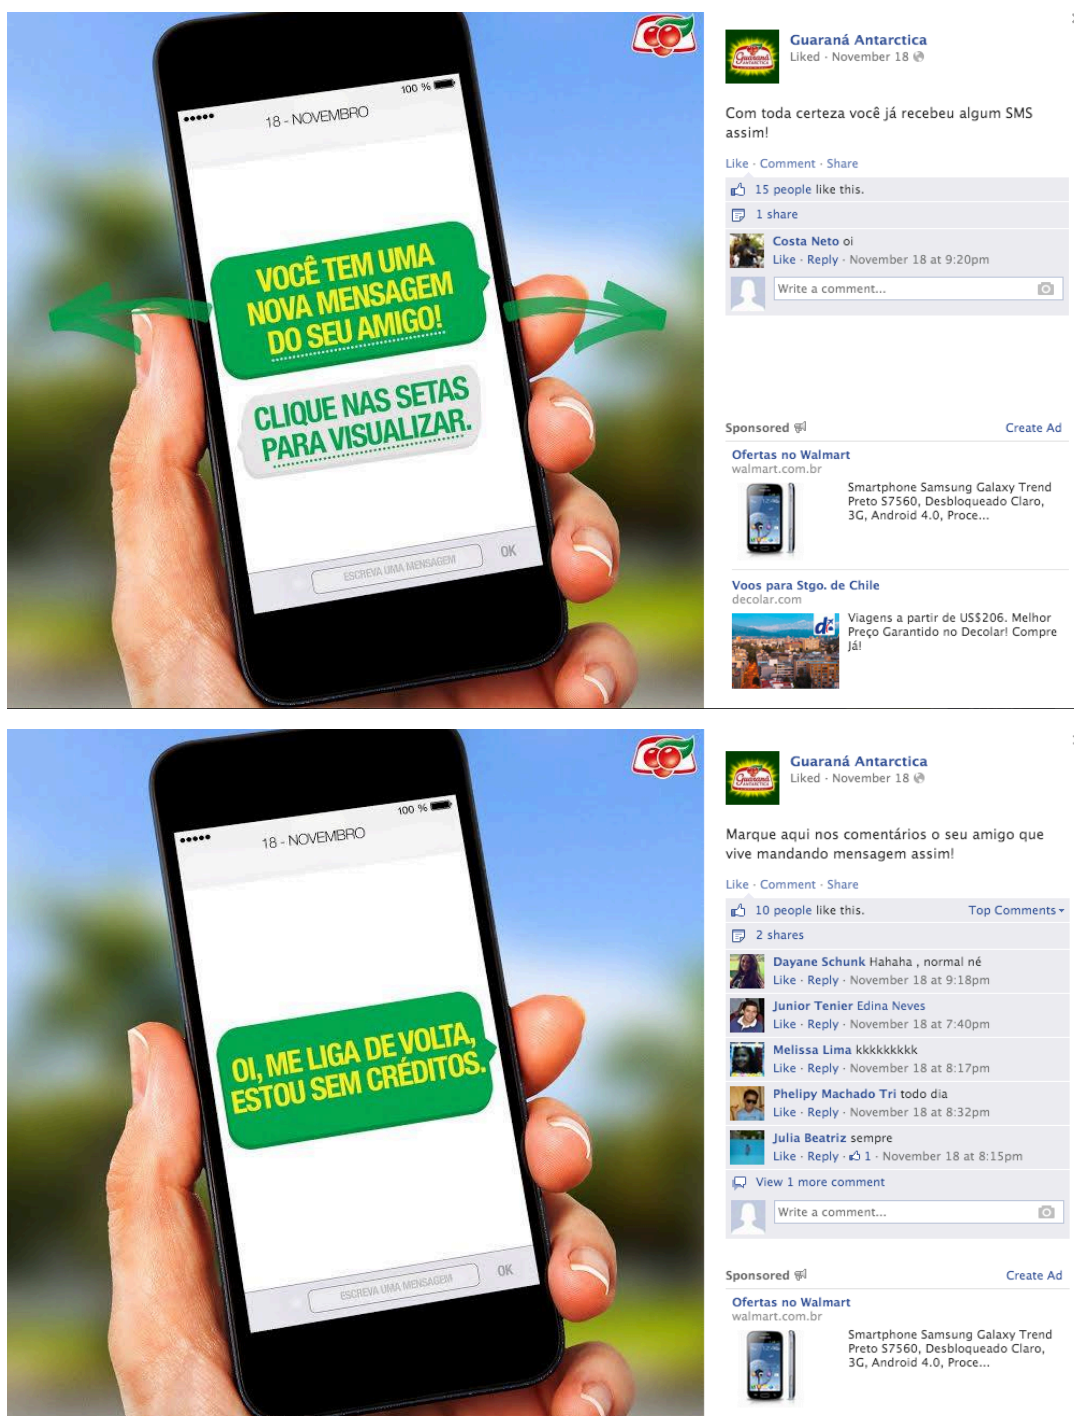 100 %
18 - NOVEMBRO
VOCÊ TEM UMA
NOVA MENSAGEM
DO SEU AMIGO!
CLIQUE NAS SETAS
PARA VISUALIZAR.
ESCREVA UMA MENSAGEM
OK
Guaraná Antarctica
Liked · November 18
Com toda certeza você já recebeu algum SMS
assim!
Like · Comment · Share
15 people like this.
1 share
Costa Neto oi
Like · Reply · November 18 at 9:20pm
Write a comment...
Sponsored
Create Ad
Ofertas no Walmart
walmart.com.br
Smartphone Samsung Galaxy Trend
Preto S7560, Desbloqueado Claro,
3G, Android 4.0, Proce...
Voos para Stgo. de Chile
decolar.com
Viagens a partir de US$206. Melhor
Preço Garantido no Decolar! Compre
Já!
100 %
18 - NOVEMBRO
OI, ME LIGA DE VOLTA,
ESTOU SEM CRÉDITOS.
ESCREVA UMA MENSAGEM
OK
Guaraná Antarctica
Liked · November 18
Marque aqui nos comentários o seu amigo que
vive mandando mensagem assim!
Like · Comment · Share
10 people like this.
Top Comments
2 shares
Dayane Schunk Hahaha , normal né
Like · Reply · November 18 at 9:18pm
Junior Tenier Edina Neves
Like · Reply · November 18 at 7:40pm
Melissa Lima kkkkkkkkk
Like · Reply · November 18 at 8:17pm
Phelipy Machado Tri todo dia
Like · Reply · November 18 at 8:32pm
Julia Beatriz sempre
Like · Reply · 1 · November 18 at 8:15pm
View 1 more comment
Write a comment...
Sponsored
Create Ad
Ofertas no Walmart
walmart.com.br
Smartphone Samsung Galaxy Trend
Preto S7560, Desbloqueado Claro,
3G, Android 4.0, Proce...